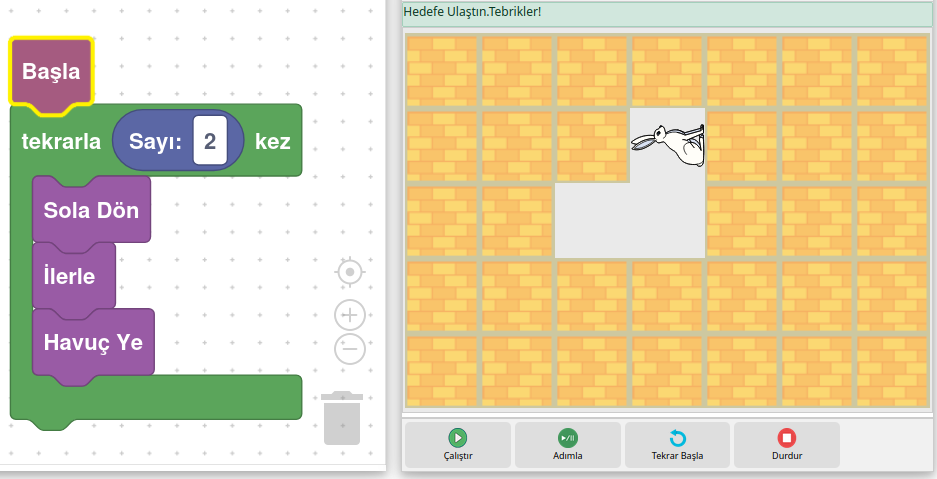 Hedefe Ulaştın.Tebrikler!
Başla
tekrarla Sayı: 2 kez
Sola Dön
İlerle
Havuç Ye
Çalıştır Adımla Tekrar Başla Durdur